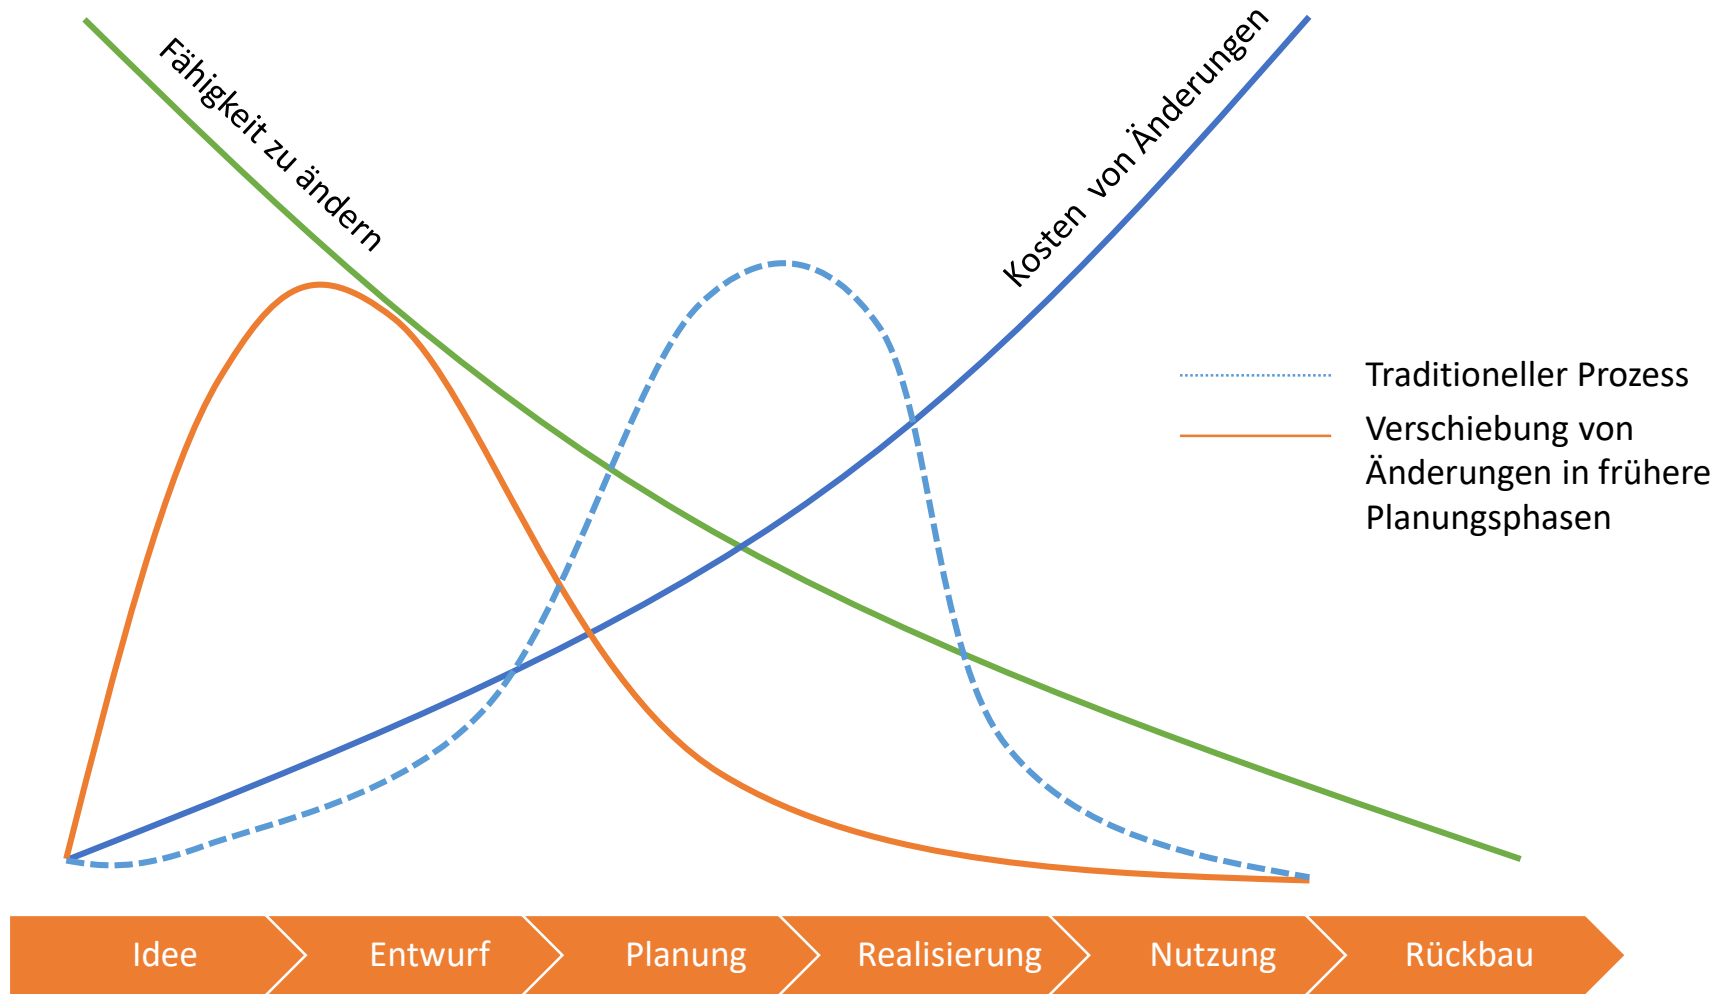 Fähigkeit zu ändern
Kosten von Änderungen
Traditioneller Prozess
Verschiebung von
Änderungen in frühere
Planungsphasen
Idee
Entwurf
Planung
Realisierung
Nutzung
Rückbau